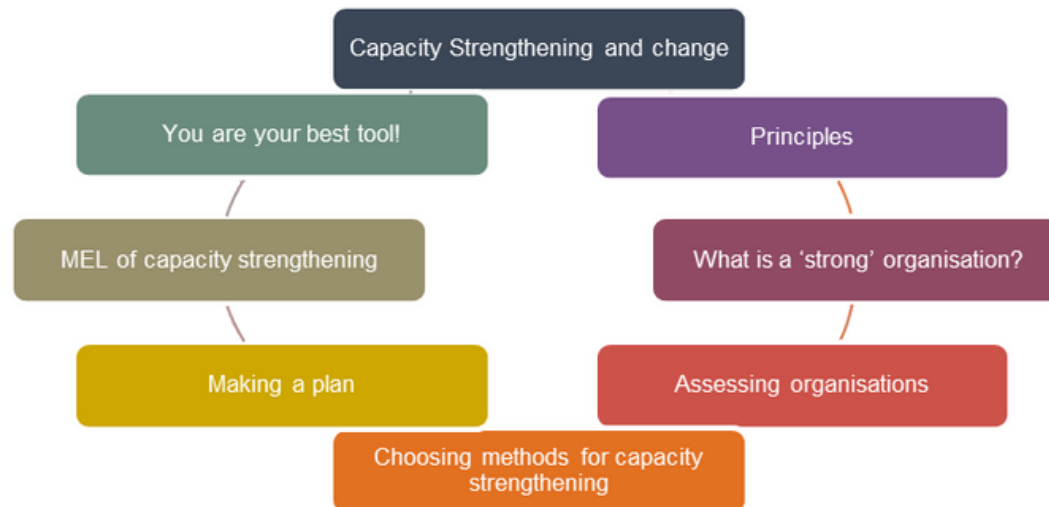 Capacity Strengthening and change
You are your best tool!
Principles
MEL of capacity strengthening
What is a ‘strong’ organisation?
Making a plan
Assessing organisations
Choosing methods for capacity
strengthening